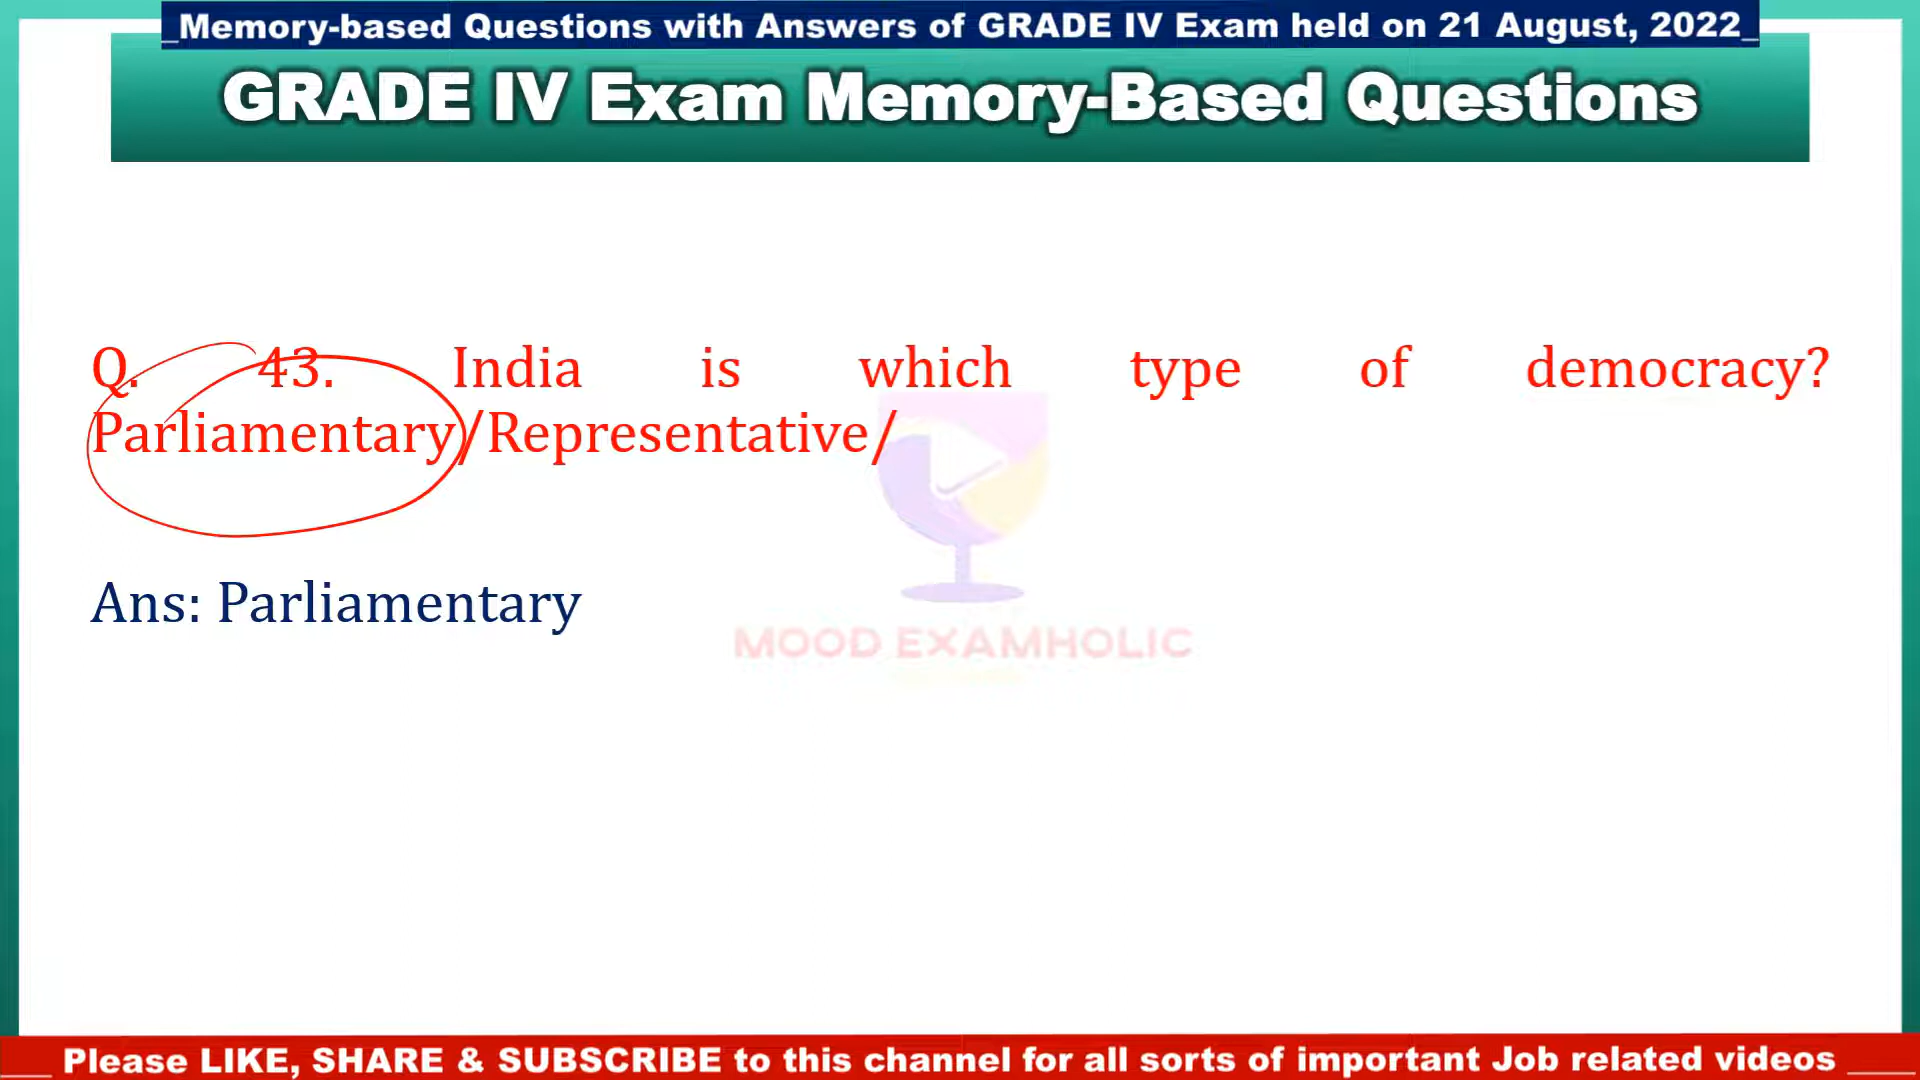 _Memory-based Questions with Answers of GRADE IV Exam held on 21 August, 2022_
GRADE IV Exam Memory-Based Questions
Q. 43. India is which type of democracy?
Parliamentary/Representative/
Ans: Parliamentary
MOOD EXAMHOLIC
___ Please LIKE, SHARE & SUBSCRIBE to this channel for all sorts of important Job related videos ____